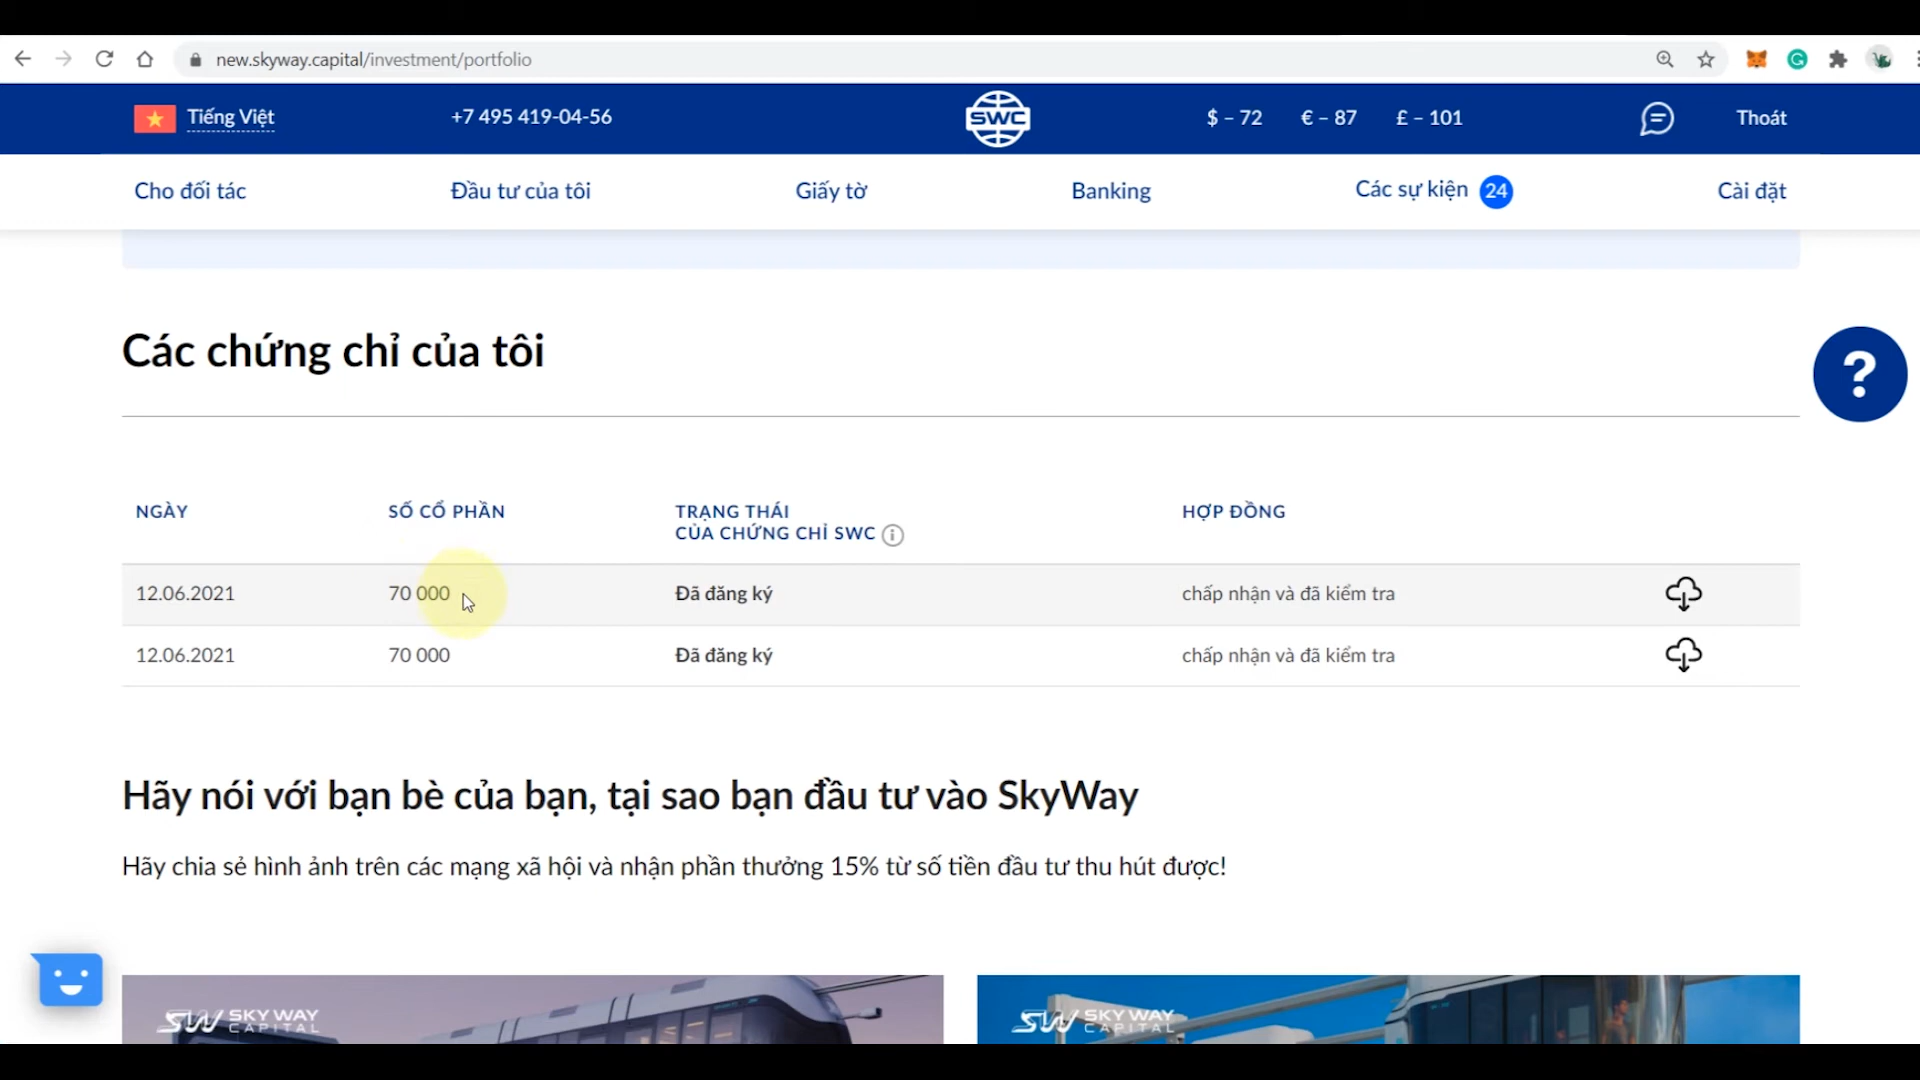 new.skyway.capital/investment/portfolio
Tiếng Việt
+7 495 419-04-56
SWC
$ – 72 € – 87 £ – 101
Thoát
Cho đối tác
Đầu tư của tôi
Giấy tờ
Banking
Các sự kiện 24
Cài đặt
Các chứng chỉ của tôi
?
NGÀY
SỐ CỔ PHẦN
TRẠNG THÁI
CỦA CHỨNG CHỈ SWC
HỢP ĐỒNG
12.06.2021 70 000 Đã đăng ký chấp nhận và đã kiểm tra
12.06.2021 70 000 Đã đăng ký chấp nhận và đã kiểm tra
Hãy nói với bạn bè của bạn, tại sao bạn đầu tư vào SkyWay
Hãy chia sẻ hình ảnh trên các mạng xã hội và nhận phần thưởng 15% từ số tiền đầu tư thu hút được!
SW SKY WAY
CAPITAL
SW SKY WAY
CAPITAL